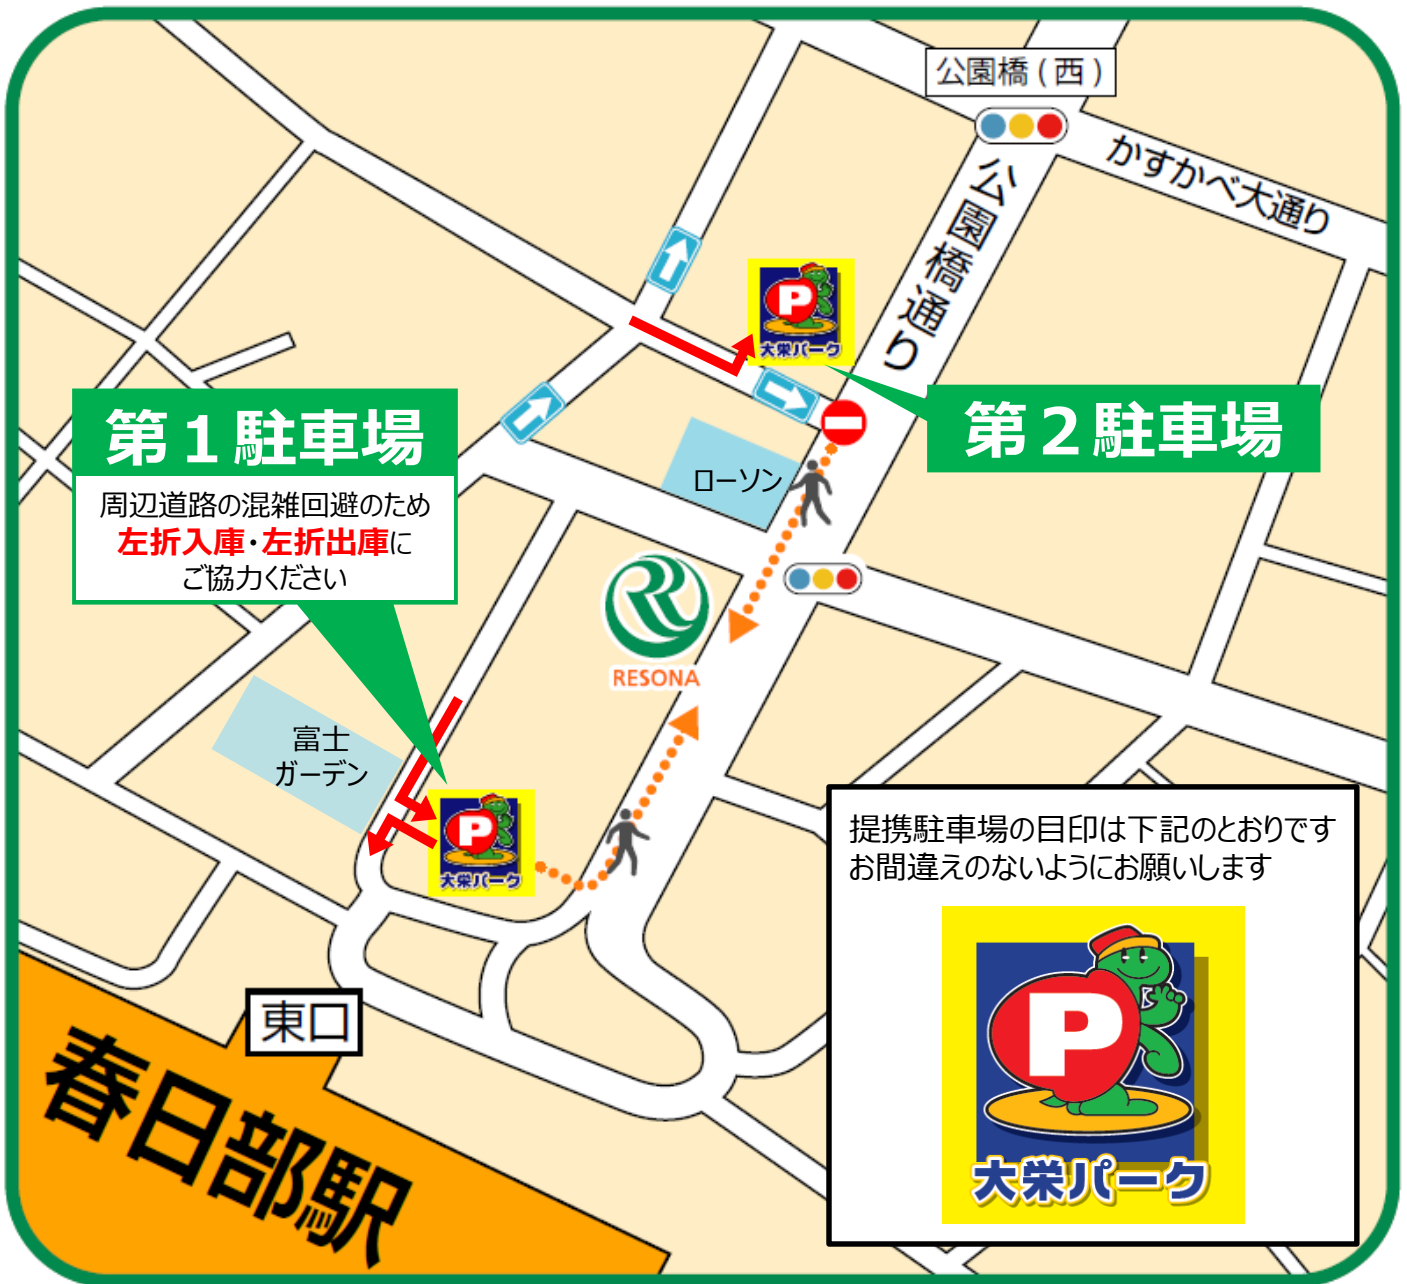 公園橋(西)
かすかべ大通り
公園橋通り
P
大栄パーク
第2駐車場
第1駐車場
周辺道路の混雑回避のため
左折入庫・左折出庫に
ご協力ください
ローソン
RESONA
富士
ガーデン
P
大栄パーク
東口
春日部駅
提携駐車場の目印は下記のとおりです
お間違えのないようにお願いします
P
大栄パーク